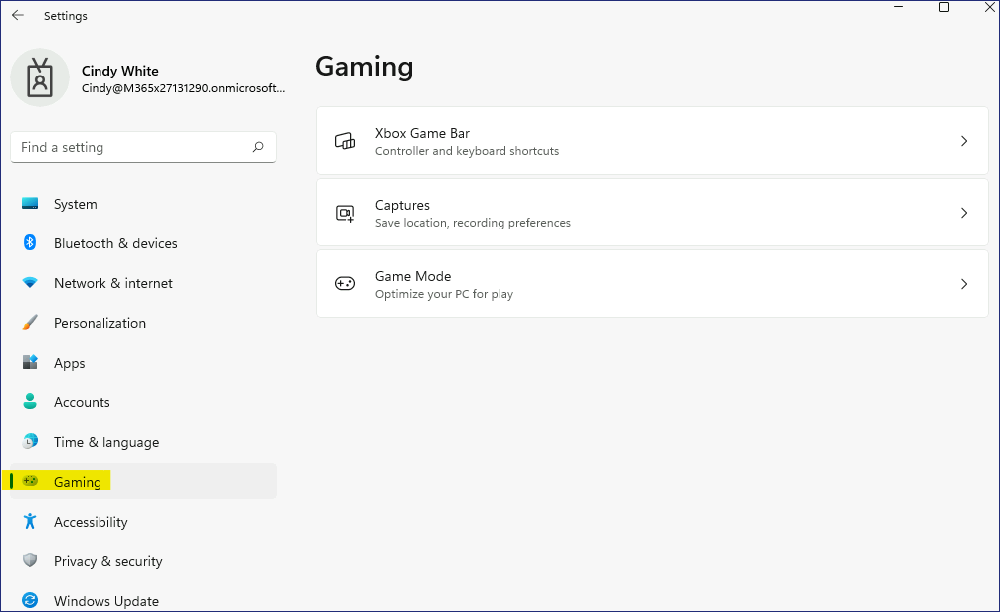 Settings
Cindy White
Cindy@M365x27131290.onmicrosoft...
Find a setting
System
Bluetooth & devices
Network & internet
Personalization
Apps
Accounts
Time & language
Gaming
Accessibility
Privacy & security
Windows Update
Gaming
Xbox Game Bar
Controller and keyboard shortcuts
Captures
Save location, recording preferences
Game Mode
Optimize your PC for play